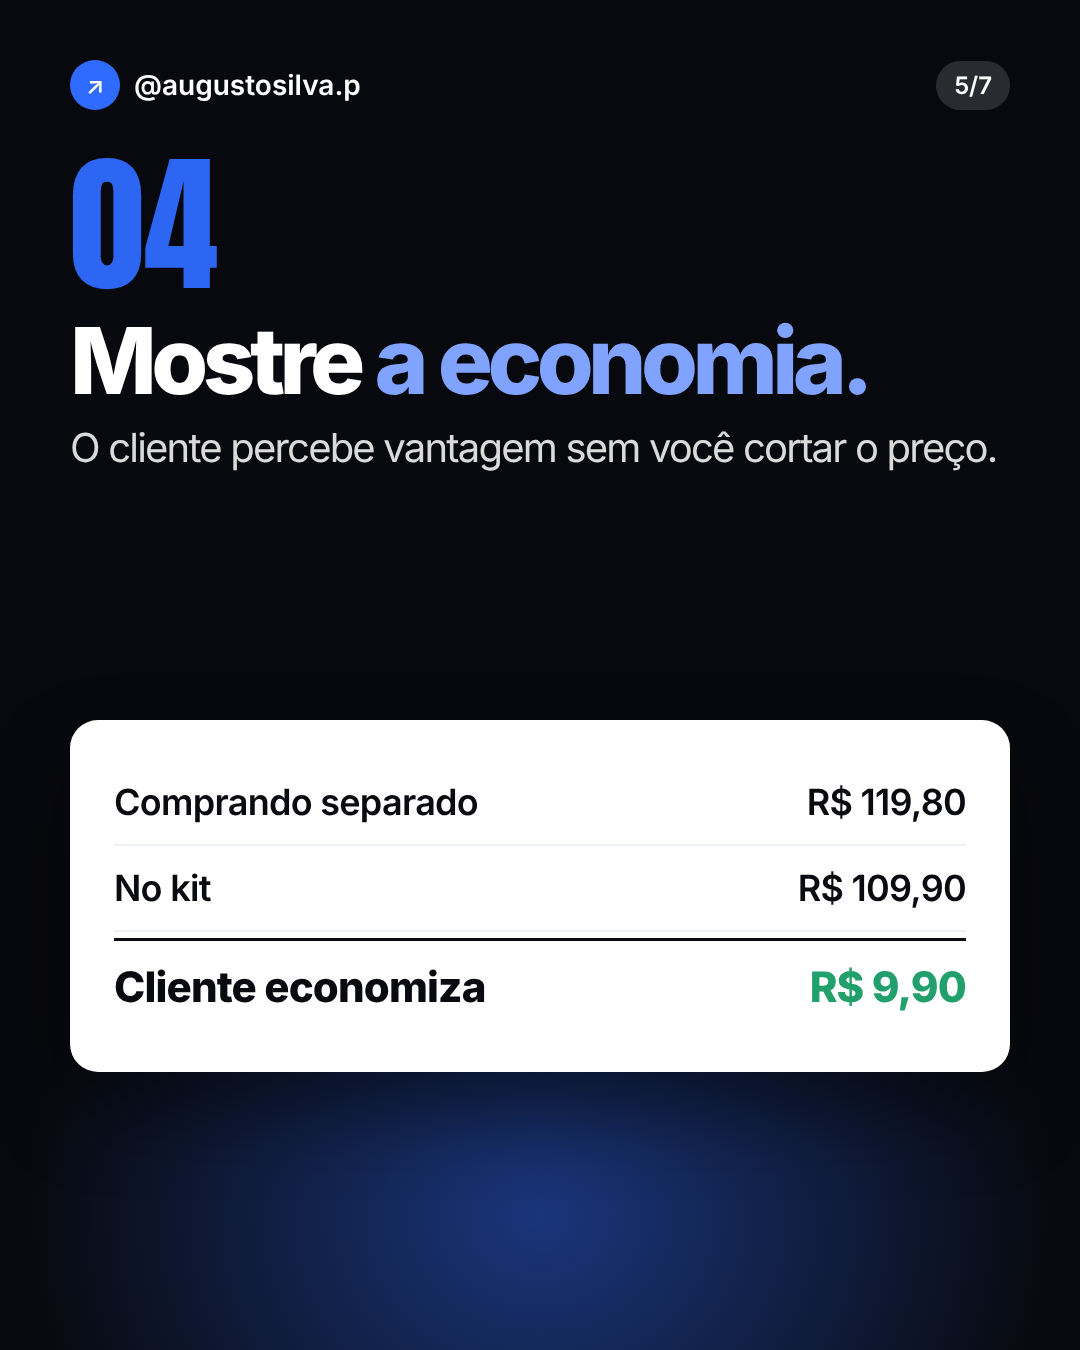 @augustosilva.p
5/7
04
Mostre a economia.
O cliente percebe vantagem sem você cortar o preço.
Comprando separado R$ 119,80
No kit R$ 109,90
Cliente economiza R$ 9,90